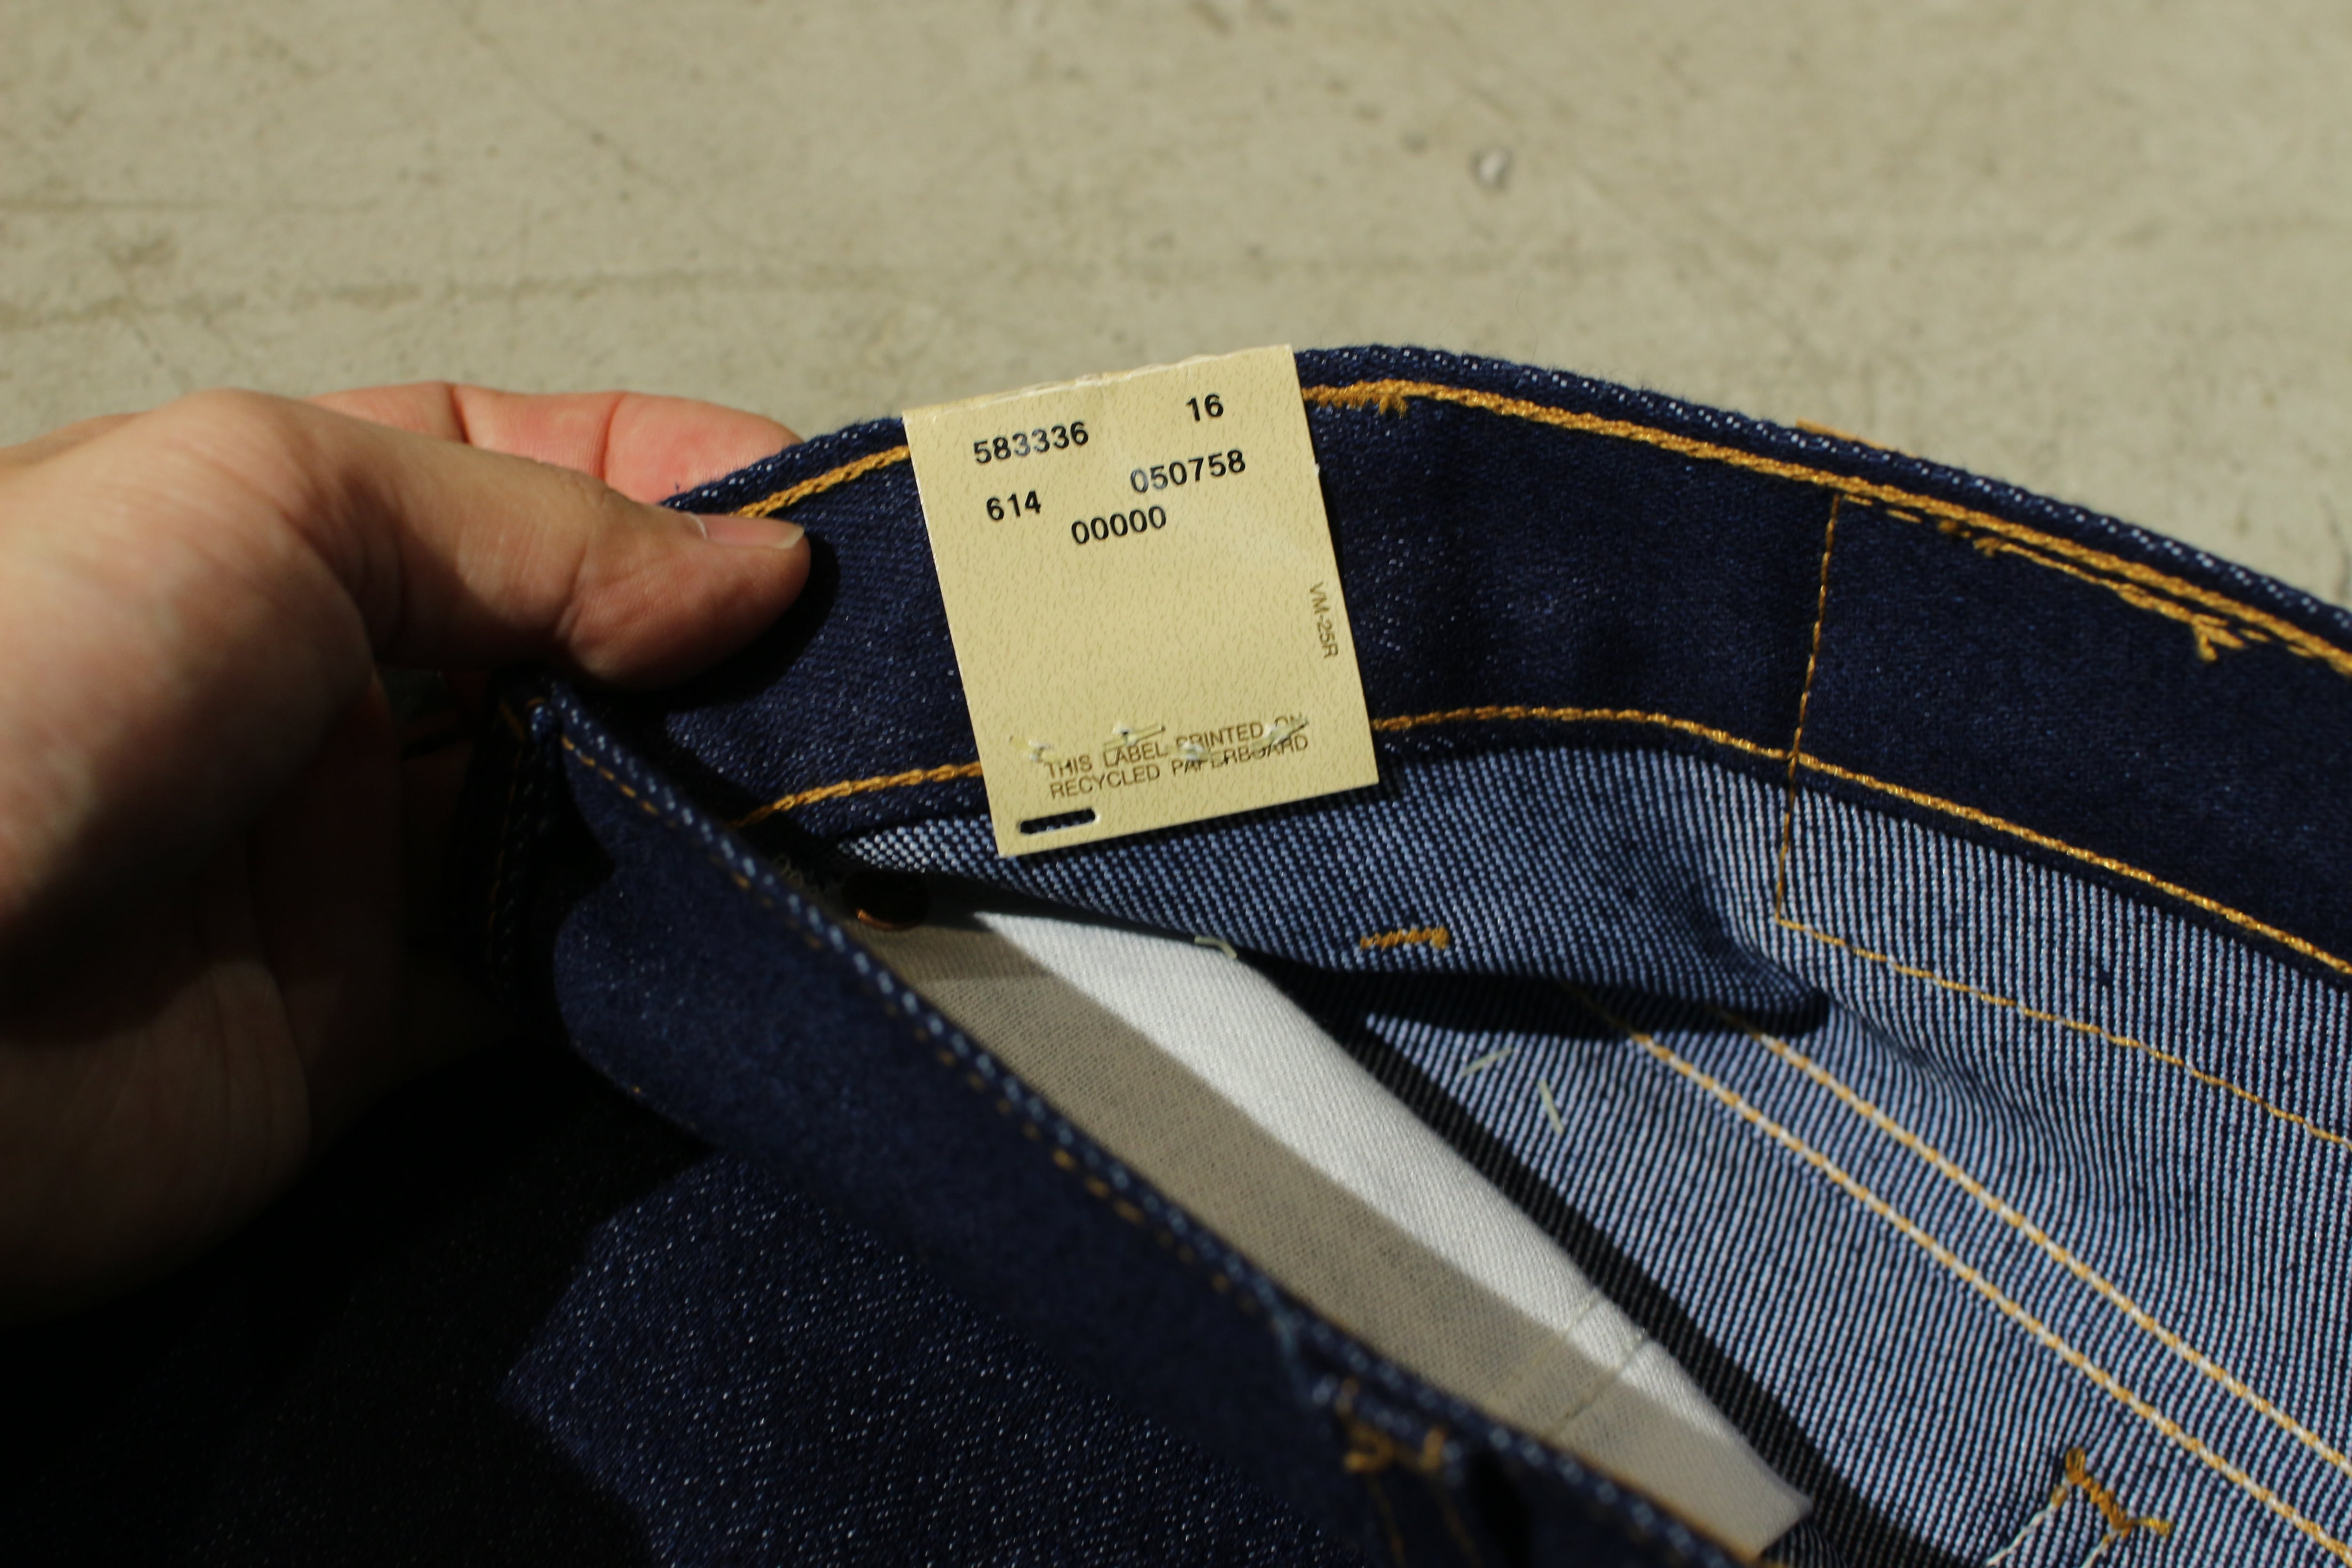 583336 16
614 050758
00000
VM-25R
THIS LABEL PRINTED ON
RECYCLED PAPERBOARD